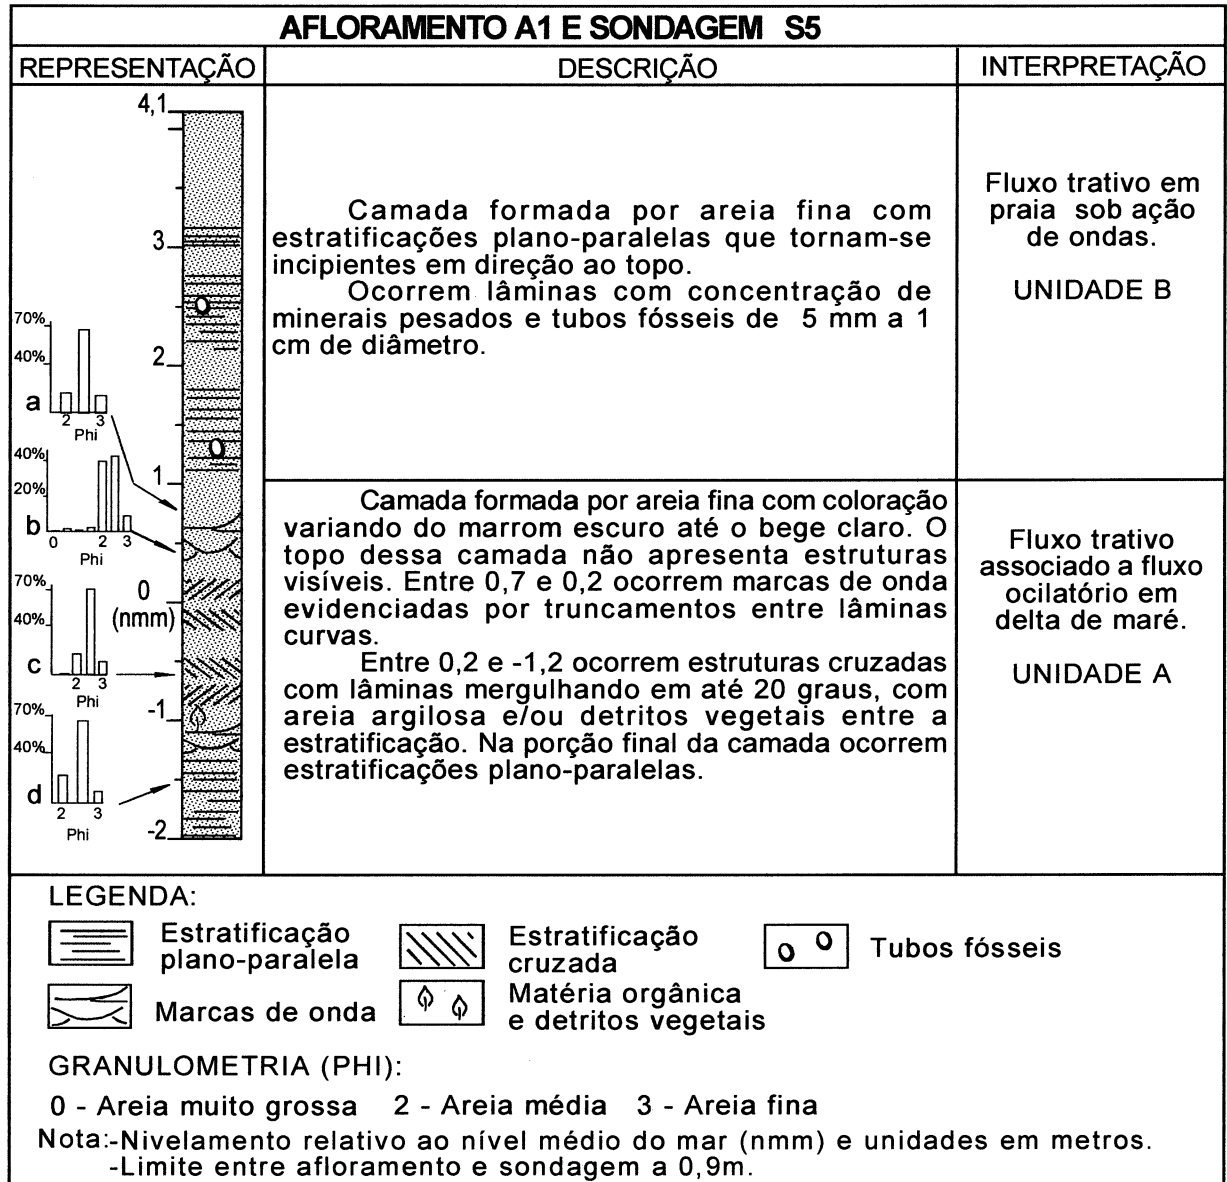 AFLORAMENTO A1 E SONDAGEM S5
REPRESENTAÇÃO
DESCRIÇÃO
INTERPRETAÇÃO
4,1
3
2
1
0
(nmm)
-1
-2
70%
40%
a
2 3
Phi
40%
20%
b
0 2 3
Phi
70%
40%
c
2 3
Phi
70%
40%
d
2 3
Phi
Camada formada por areia fina com
estratificações plano-paralelas que tornam-se
incipientes em direção ao topo.
Ocorrem lâminas com concentração de
minerais pesados e tubos fósseis de 5 mm a 1
cm de diâmetro.
Fluxo trativo em
praia sob ação
de ondas.
UNIDADE B
Camada formada por areia fina com coloração
variando do marrom escuro até o bege claro. O
topo dessa camada não apresenta estruturas
visíveis. Entre 0,7 e 0,2 ocorrem marcas de onda
evidenciadas por truncamentos entre lâminas
curvas.
Entre 0,2 e -1,2 ocorrem estruturas cruzadas
com lâminas mergulhando em até 20 graus, com
areia argilosa e/ou detritos vegetais entre a
estratificação. Na porção final da camada ocorrem
estratificações plano-paralelas.
Fluxo trativo
associado a fluxo
ocilatório em
delta de maré.
UNIDADE A
LEGENDA:
Estratificação
plano-paralela
Estratificação
cruzada
Tubos fósseis
Marcas de onda
Matéria orgânica
e detritos vegetais
GRANULOMETRIA (PHI):
0 - Areia muito grossa 2 - Areia média 3 - Areia fina
Nota:-Nivelamento relativo ao nível médio do mar (nmm) e unidades em metros.
-Limite entre afloramento e sondagem a 0,9m.